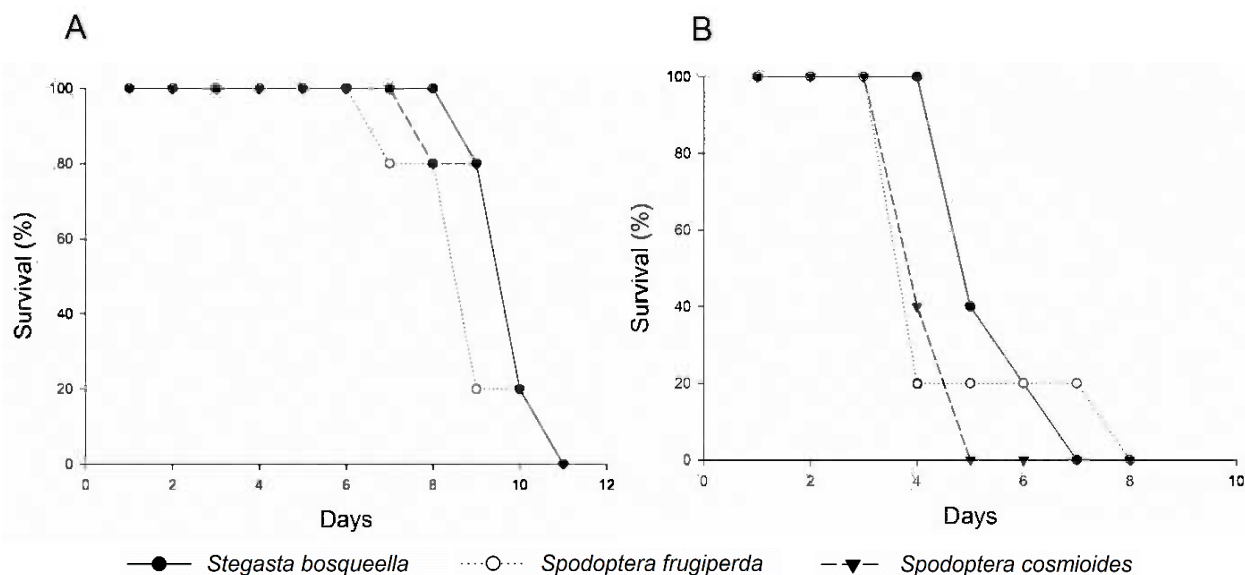 A
B
100
80
60
40
20
0
Survival (%)
0 2 4 6 8 10 12
Days
100
80
60
40
20
0
Survival (%)
0 2 4 6 8 10
Days
Stegasta bosqueella Spodoptera frugiperda Spodoptera cosmioides